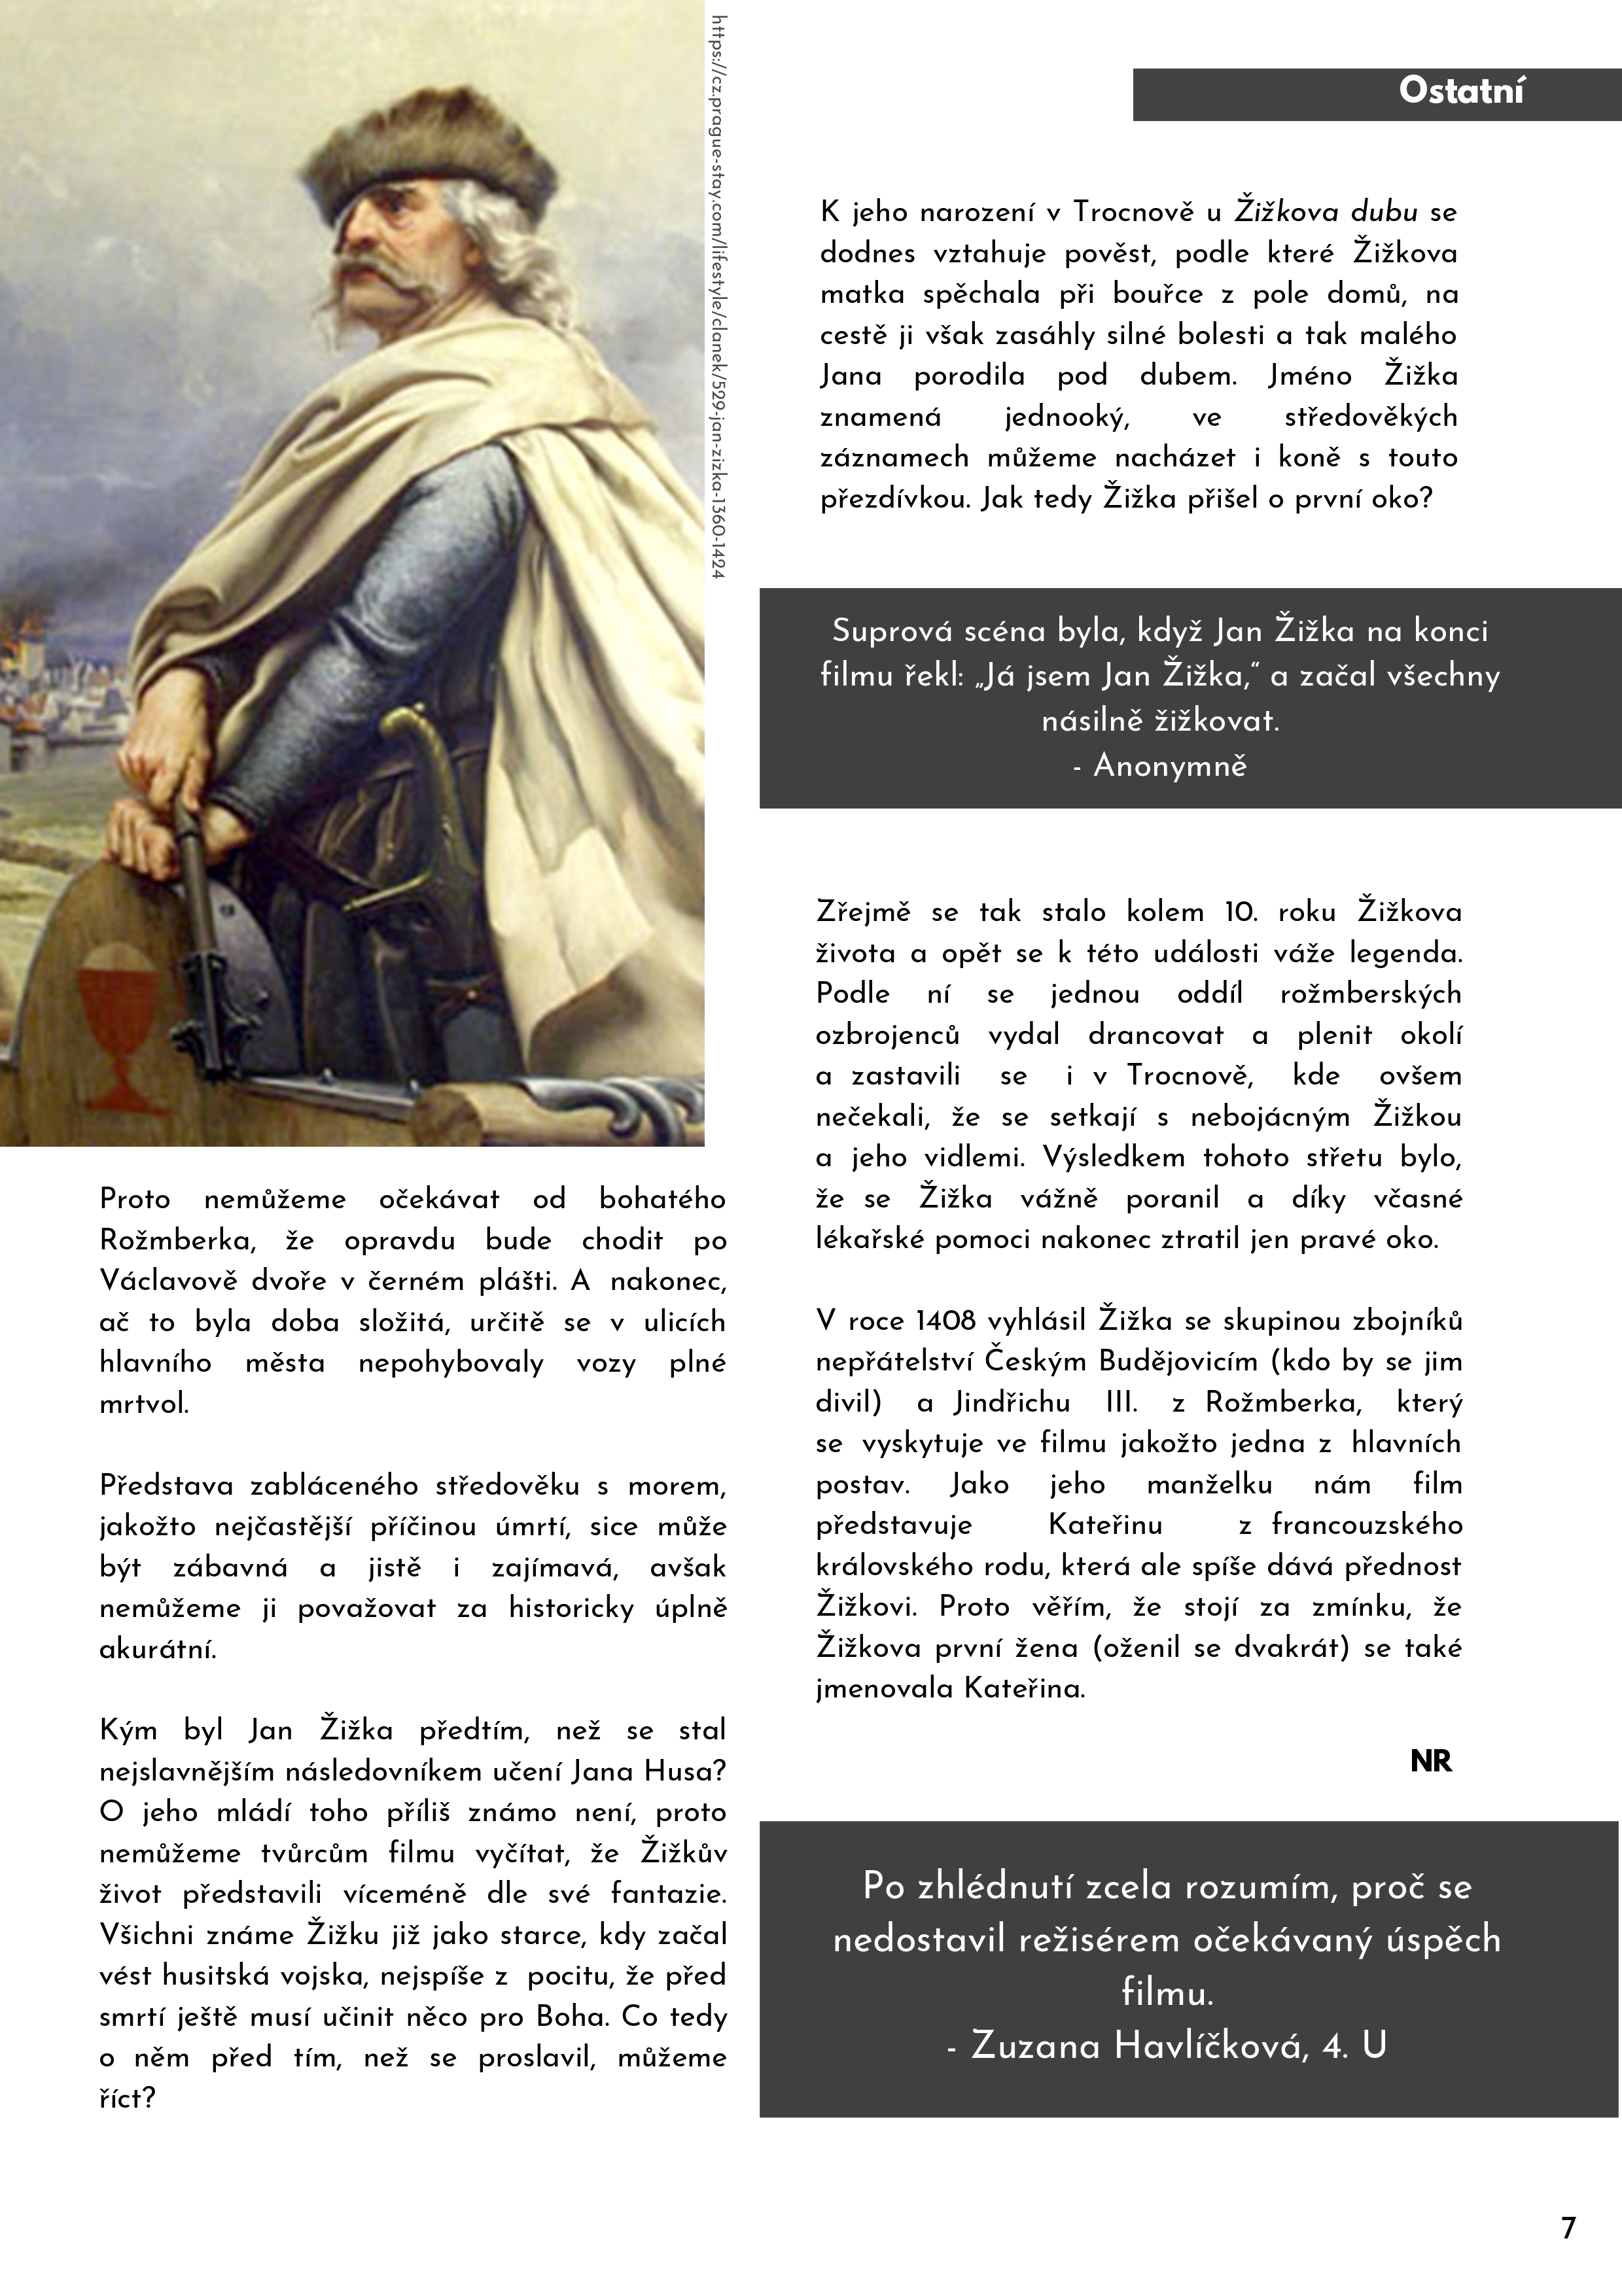 https://cz.prague-stay.com/lifestyle/clanek/529-jan-zizka-1360-1424
Proto nemůžeme očekávat od bohatého
Rožmberka, že opravdu bude chodit po
Václavově dvoře v černém plášti. A nakonec,
ač to byla doba složitá, určitě se v ulicích
hlavního města nepohybovaly vozy plné
mrtvol.
Představa zabláceného středověku s morem,
jakožto nejčastější příčinou úmrtí, sice může
být zábavná a jistě i zajímavá, avšak
nemůžeme ji považovat za historicky úplně
akurátní.
Kým byl Jan Žižka předtím, než se stal
nejslavnějším následovníkem učení Jana Husa?
O jeho mládí toho příliš známo není, proto
nemůžeme tvůrcům filmu vyčítat, že Žižkův
život představili víceméně dle své fantazie.
Všichni známe Žižku již jako starce, kdy začal
vést husitská vojska, nejspíše z pocitu, že před
smrtí ještě musí učinit něco pro Boha. Co tedy
o něm před tím, než se proslavil, můžeme
říct?
Ostatní
K jeho narození v Trocnově u Žižkova dubu se
dodnes vztahuje pověst, podle které Žižkova
matka spěchala při bouřce z pole domů, na
cestě ji však zasáhly silné bolesti a tak malého
Jana porodila pod dubem. Jméno Žižka
znamená jednooký, ve středověkých
záznamech můžeme nacházet i koně s touto
přezdívkou. Jak tedy Žižka přišel o první oko?
Suprová scéna byla, když Jan Žižka na konci
filmu řekl: „Já jsem Jan Žižka,“ a začal všechny
násilně žižkovat.
- Anonymně
Zřejmě se tak stalo kolem 10. roku Žižkova
života a opět se k této události váže legenda.
Podle ní se jednou oddíl rožmberských
ozbrojenců vydal drancovat a plenit okolí
a zastavili se i v Trocnově, kde ovšem
nečekali, že se setkají s nebojácným Žižkou
a jeho vidlemi. Výsledkem tohoto střetu bylo,
že se Žižka vážně poranil a díky včasné
lékařské pomoci nakonec ztratil jen pravé oko.
V roce 1408 vyhlásil Žižka se skupinou zbojníků
nepřátelství Českým Budějovicím (kdo by se jim
divil) a Jindřichu III. z Rožmberka, který
se vyskytuje ve filmu jakožto jedna z hlavních
postav. Jako jeho manželku nám film
představuje Kateřinu z francouzského
královského rodu, která ale spíše dává přednost
Žižkovi. Proto věřím, že stojí za zmínku, že
Žižkova první žena (oženil se dvakrát) se také
jmenovala Kateřina.
NR
Po zhlédnutí zcela rozumím, proč se
nedostavil režisérem očekávaný úspěch
filmu.
- Zuzana Havlíčková, 4. U
7